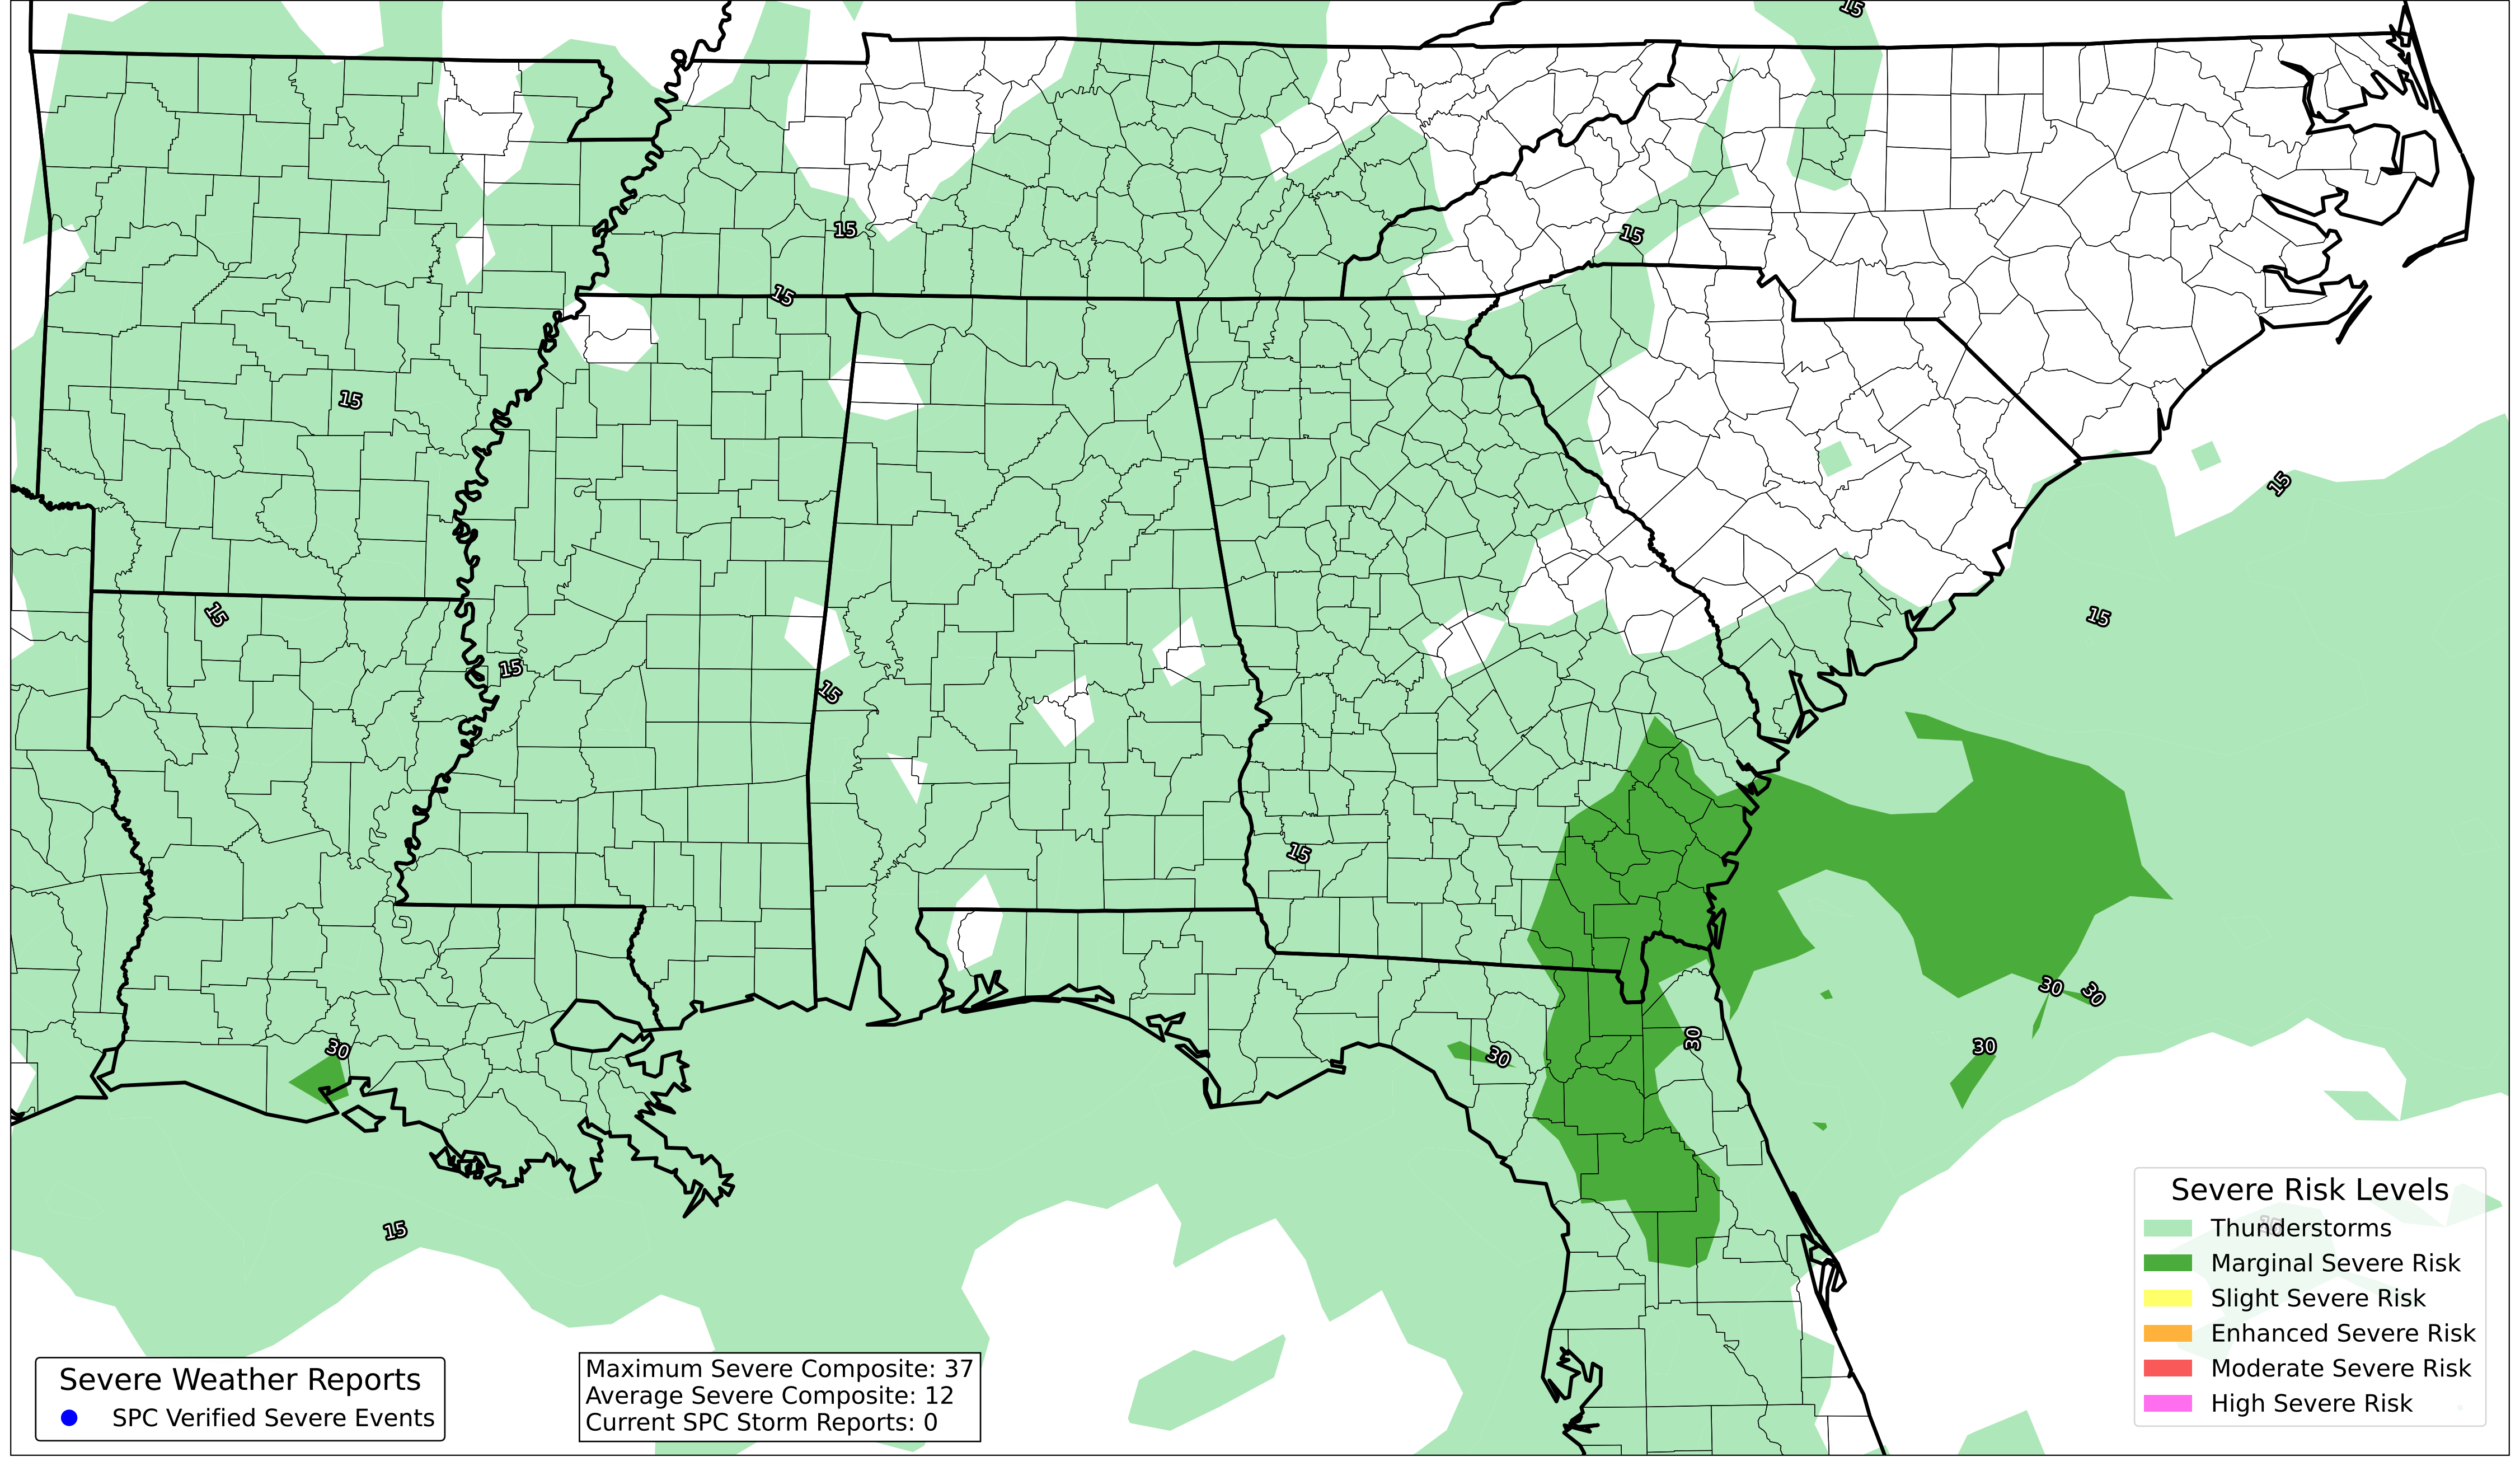 15
15
15
15
15
15
15
15
15
15
15
30
30
30
30
30
30
15
Severe Risk Levels
Thunderstorms
Marginal Severe Risk
Slight Severe Risk
Enhanced Severe Risk
Moderate Severe Risk
High Severe Risk
Severe Weather Reports
SPC Verified Severe Events
Maximum Severe Composite: 37
Average Severe Composite: 12
Current SPC Storm Reports: 0